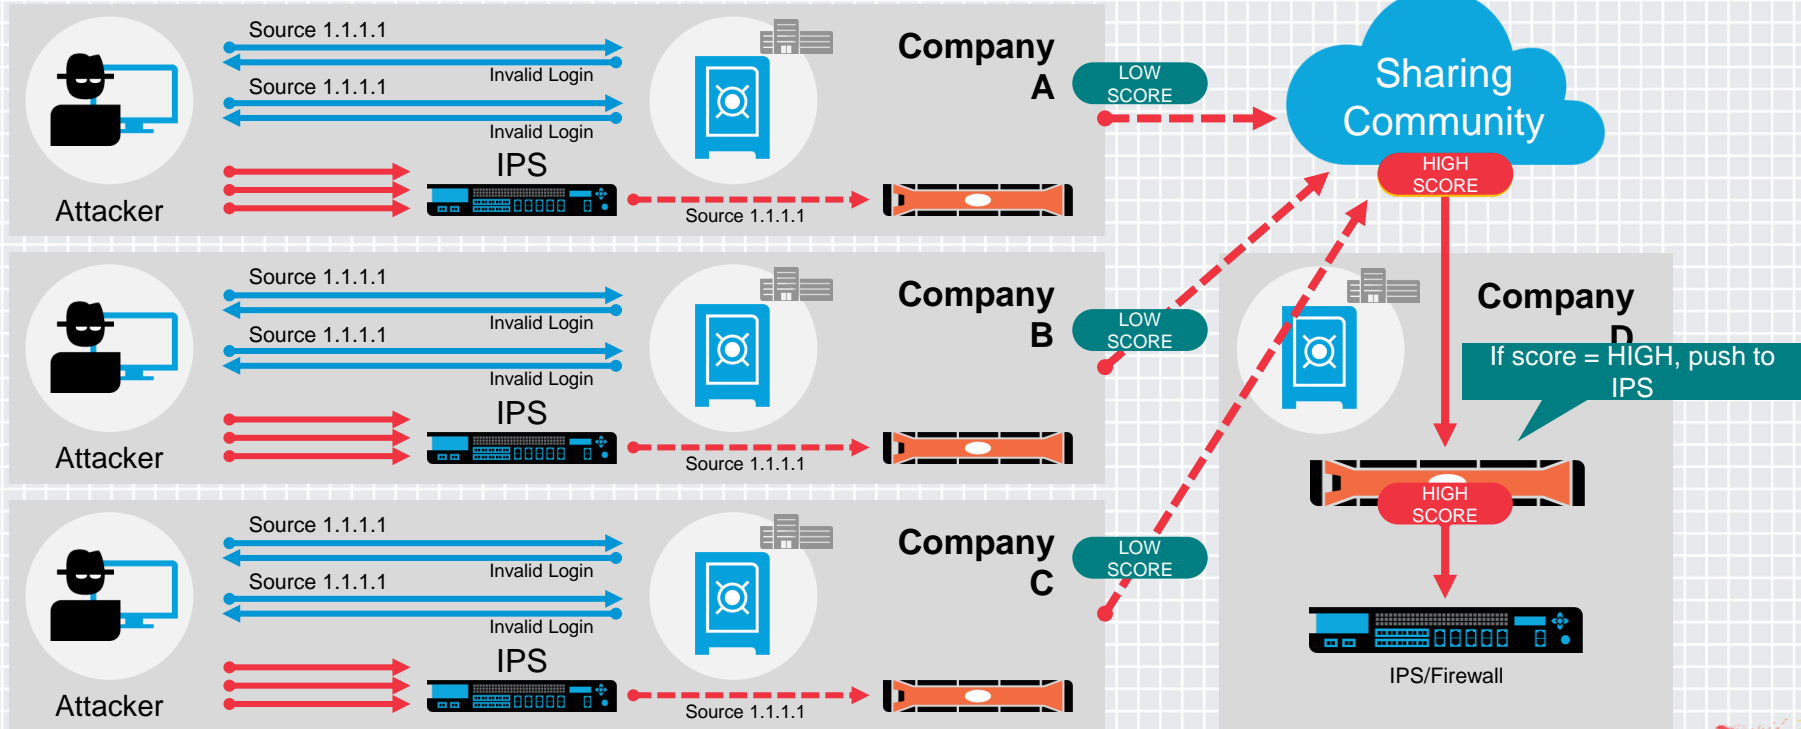 Source 1.1.1.1
Invalid Login
Source 1.1.1.1
Invalid Login
IPS
Attacker
Source 1.1.1.1
Company
A
LOW
SCORE
Sharing
Community
HIGH
SCORE
Source 1.1.1.1
Invalid Login
Source 1.1.1.1
Invalid Login
IPS
Attacker
Source 1.1.1.1
Company
B
LOW
SCORE
Company
D
If score = HIGH, push to
IPS
HIGH
SCORE
IPS/Firewall
Source 1.1.1.1
Invalid Login
Source 1.1.1.1
Invalid Login
IPS
Attacker
Source 1.1.1.1
Company
C
LOW
SCORE